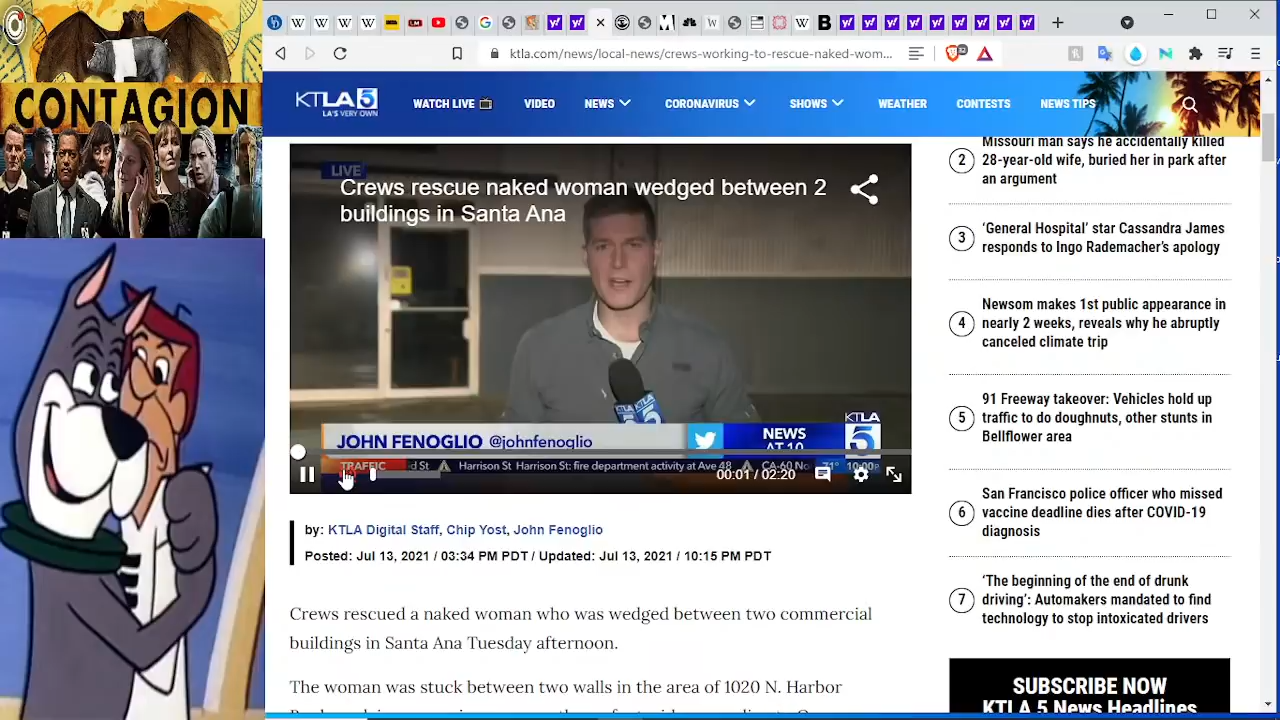 CONTAGION
ktla.com/news/local-news/crews-working-to-rescue-naked-wom...
KTLA 5
LA'S VERY OWN
WATCH LIVE
VIDEO
NEWS
CORONAVIRUS
SHOWS
WEATHER
CONTESTS
NEWS TIPS
LIVE
Crews rescue naked woman wedged between 2
buildings in Santa Ana
JOHN FENOGLIO @johnfenoglio
NEWS
AT 10
KTLA
5
TRAFFIC
d St Harrison St Harrison St: fire department activity at Ave 48 CA-60 No 71° 10:00p
00:01 / 02:20
by: KTLA Digital Staff, Chip Yost, John Fenoglio
Posted: Jul 13, 2021 / 03:34 PM PDT / Updated: Jul 13, 2021 / 10:15 PM PDT
Crews rescued a naked woman who was wedged between two commercial
buildings in Santa Ana Tuesday afternoon.
The woman was stuck between two walls in the area of 1020 N. Harbor
2
Missouri man says he accidentally killed
28-year-old wife, buried her in park after
an argument
3
‘General Hospital’ star Cassandra James
responds to Ingo Rademacher’s apology
4
Newsom makes 1st public appearance in
nearly 2 weeks, reveals why he abruptly
canceled climate trip
5
91 Freeway takeover: Vehicles hold up
traffic to do doughnuts, other stunts in
Bellflower area
6
San Francisco police officer who missed
vaccine deadline dies after COVID-19
diagnosis
7
‘The beginning of the end of drunk
driving’: Automakers mandated to find
technology to stop intoxicated drivers
SUBSCRIBE NOW
KTLA 5 News Headlines